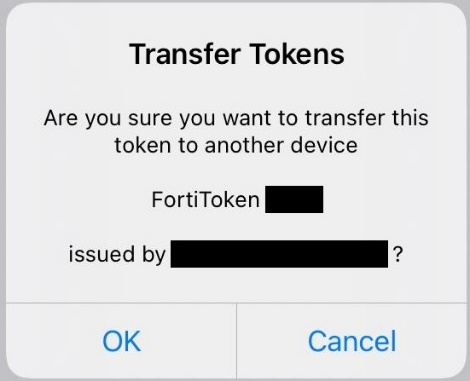 Transfer Tokens
Are you sure you want to transfer this
token to another device
FortiToken
issued by ?
OK
Cancel